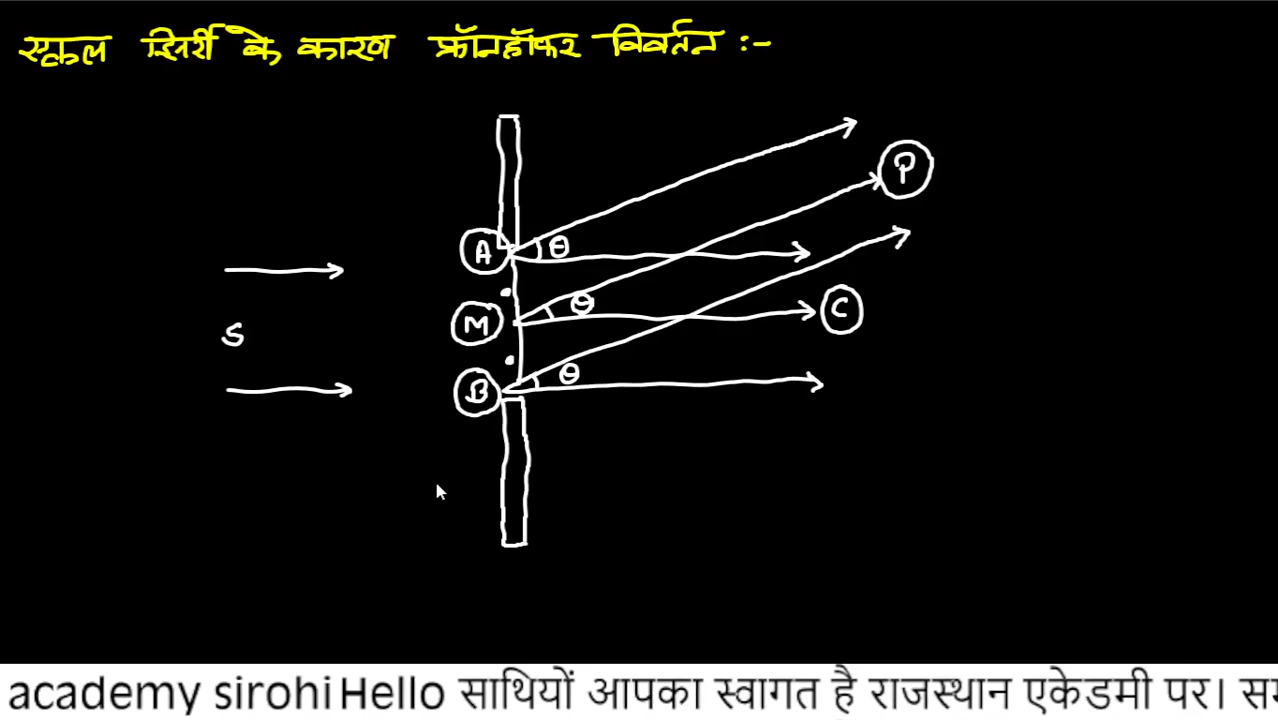 एकल झिर्री के कारण फ्रॉनहॉफर विवर्तन :-
P
A θ
M θ C
S
B θ
academy sirohi Hello साथियों आपका स्वागत है राजस्थान एकेडमी पर।